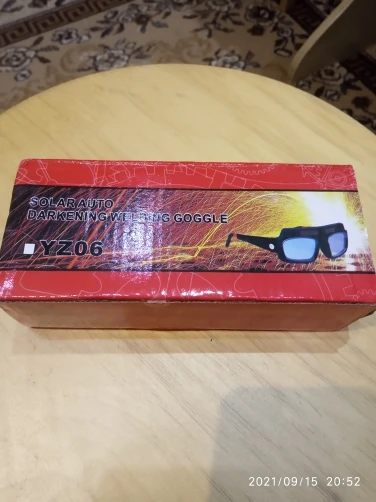 SOLAR AUTO
DARKENING WELDING GOGGLE
YZ06
2021/09/15 20:52